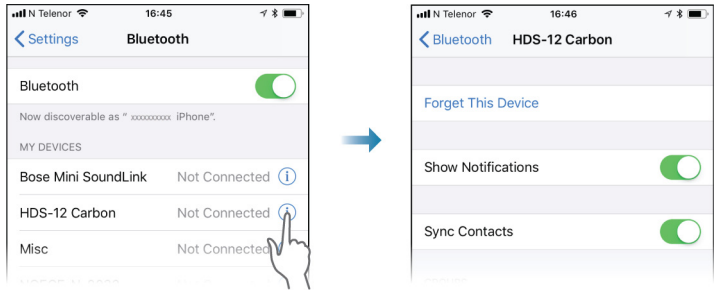 N Telenor 16:45
Settings Bluetooth
Bluetooth
Now discoverable as “ xxxxxxxxxx iPhone”.
MY DEVICES
Bose Mini SoundLink Not Connected
HDS-12 Carbon Not Connected
Misc Not Connected
N Telenor 16:46
Bluetooth HDS-12 Carbon
Forget This Device
Show Notifications
Sync Contacts